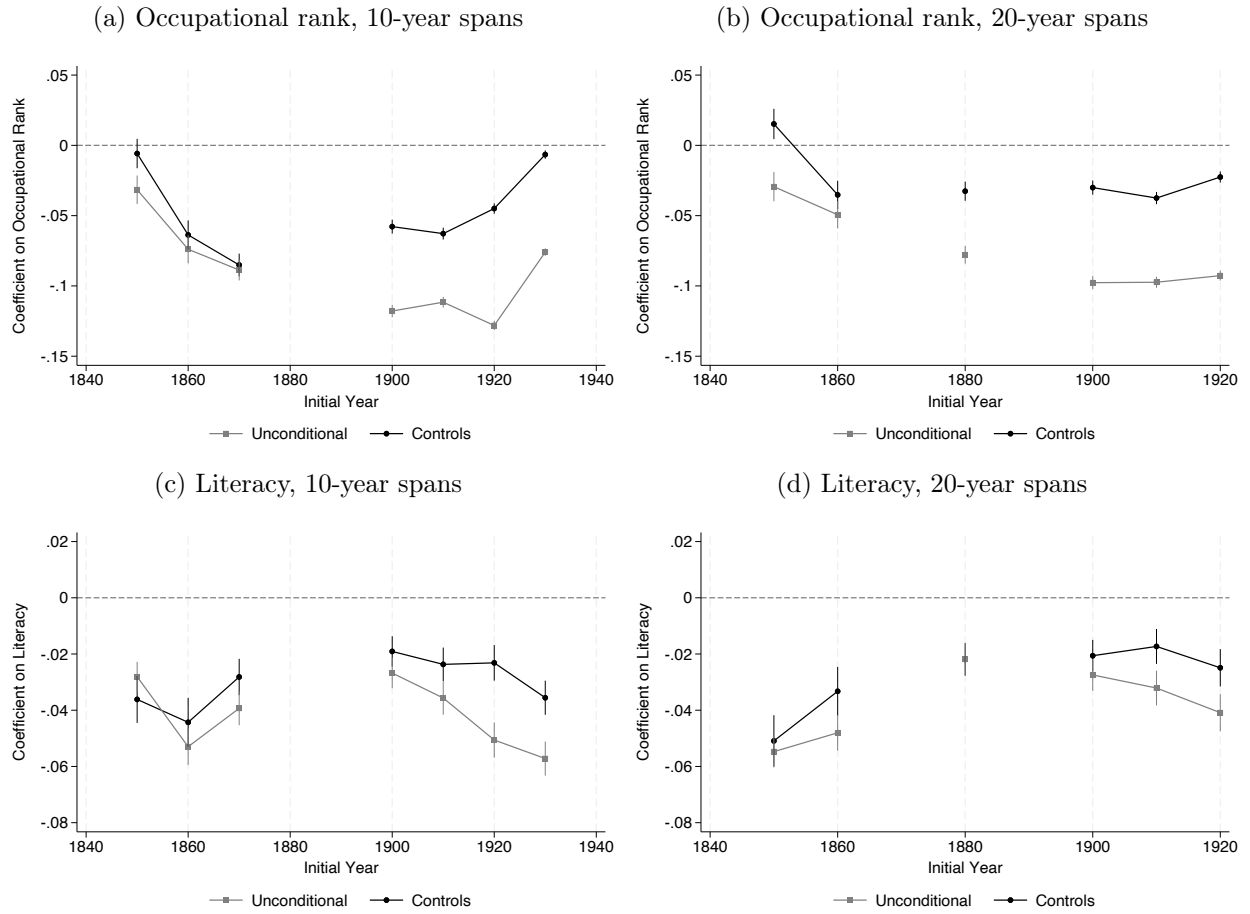 (a) Occupational rank, 10-year spans
.05
0
-.05
-.1
-.15
Coefficient on Occupational Rank
1840 1860 1880 1900 1920 1940
Initial Year
Unconditional Controls
(b) Occupational rank, 20-year spans
.05
0
-.05
-.1
-.15
Coefficient on Occupational Rank
1840 1860 1880 1900 1920
Initial Year
Unconditional Controls
(c) Literacy, 10-year spans
.02
0
-.02
-.04
-.06
-.08
Coefficient on Literacy
1840 1860 1880 1900 1920 1940
Initial Year
Unconditional Controls
(d) Literacy, 20-year spans
.02
0
-.02
-.04
-.06
-.08
Coefficient on Literacy
1840 1860 1880 1900 1920
Initial Year
Unconditional Controls